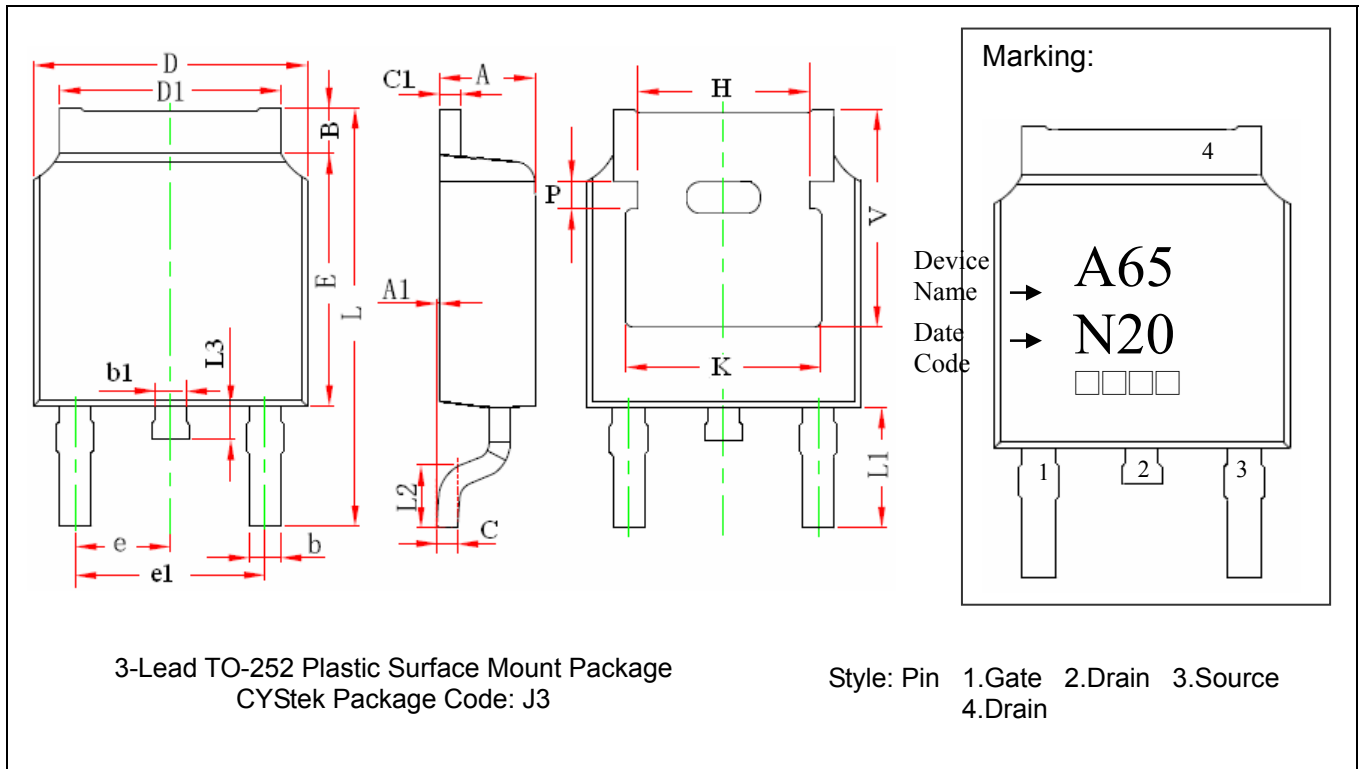 D
D1
B
E
L
L3
b1
e
e1
b
C1
A
A1
L2
C
H
P
V
K
L1
Marking:
4
Device
Name
A65
Date
Code
N20
□□□□
1
2
3
3-Lead TO-252 Plastic Surface Mount Package
CYStek Package Code: J3
Style: Pin 1.Gate 2.Drain 3.Source
4.Drain